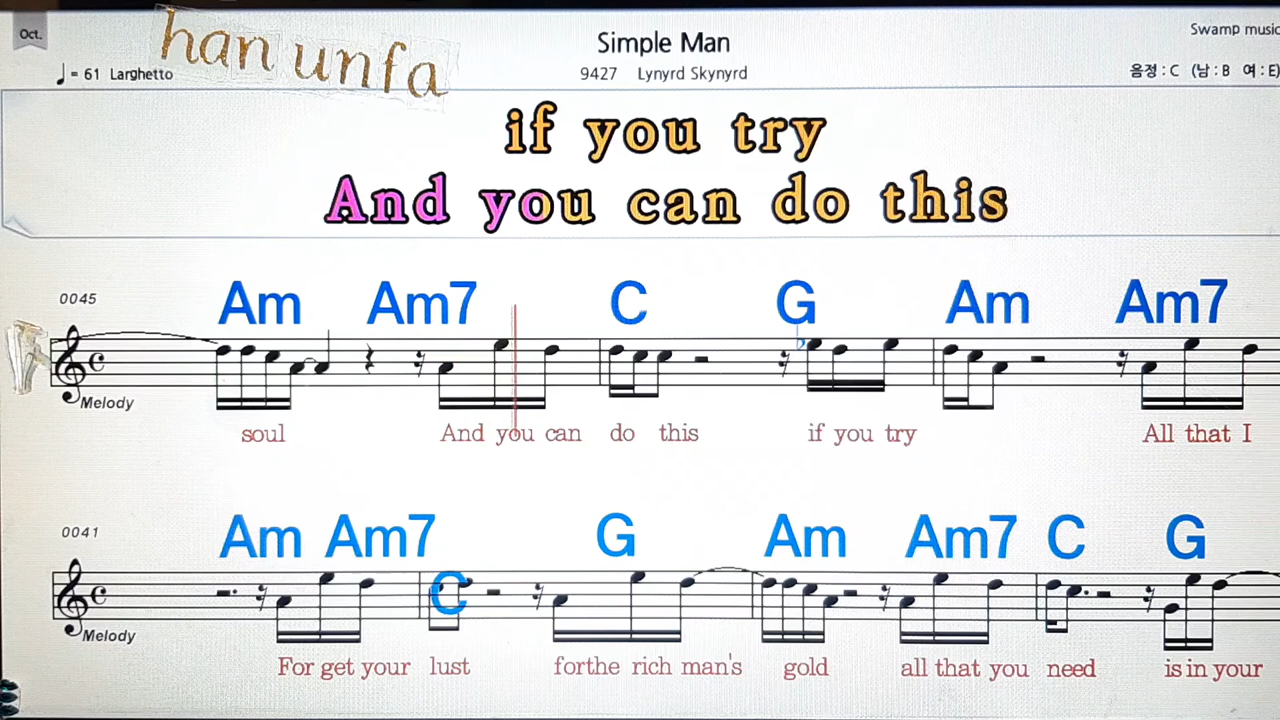 Oct.
han unfa
Simple Man
Swamp music
♩= 61 Larghetto
9427 Lynyrd Skynyrd
음정 : C (남 : B 여 : E)
if you try
And you can do this
0045
Am Am7 C G Am Am7
Melody
soul And you can do this if you try All that I
0041
Am Am7 C G Am Am7 C G
Melody
For get your lust forthe rich man's gold all that you need is in your